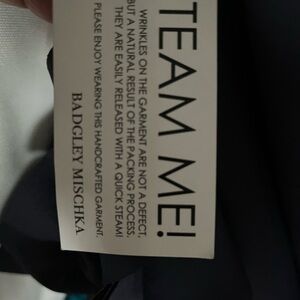 TEAM ME!
WRINKLES ON THE GARMENT ARE NOT A DEFECT,
BUT A NATURAL RESULT OF THE PACKING PROCESS.
THEY ARE EASILY RELEASED WITH A QUICK STEAM!
PLEASE ENJOY WEARING THIS HANDCRAFTED GARMENT.
BADGLEY MISCHKA